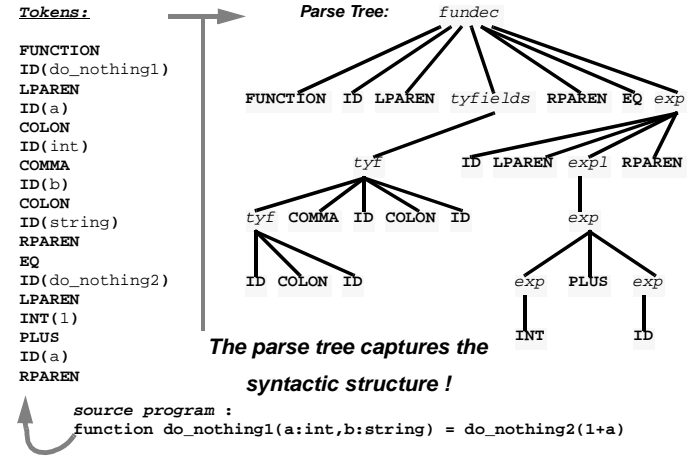 Tokens:
FUNCTION
ID(do_nothing1)
LPAREN
ID(a)
COLON
ID(int)
COMMA
ID(b)
COLON
ID(string)
RPAREN
EQ
ID(do_nothing2)
LPAREN
INT(1)
PLUS
ID(a)
RPAREN
Parse Tree: fundec
FUNCTION ID LPAREN tyfields RPAREN EQ exp
tyf ID LPAREN expl RPAREN
tyf COMMA ID COLON ID exp
ID COLON ID exp PLUS exp
INT ID
The parse tree captures the
syntactic structure !
source program :
function do_nothing1(a:int,b:string) = do_nothing2(1+a)